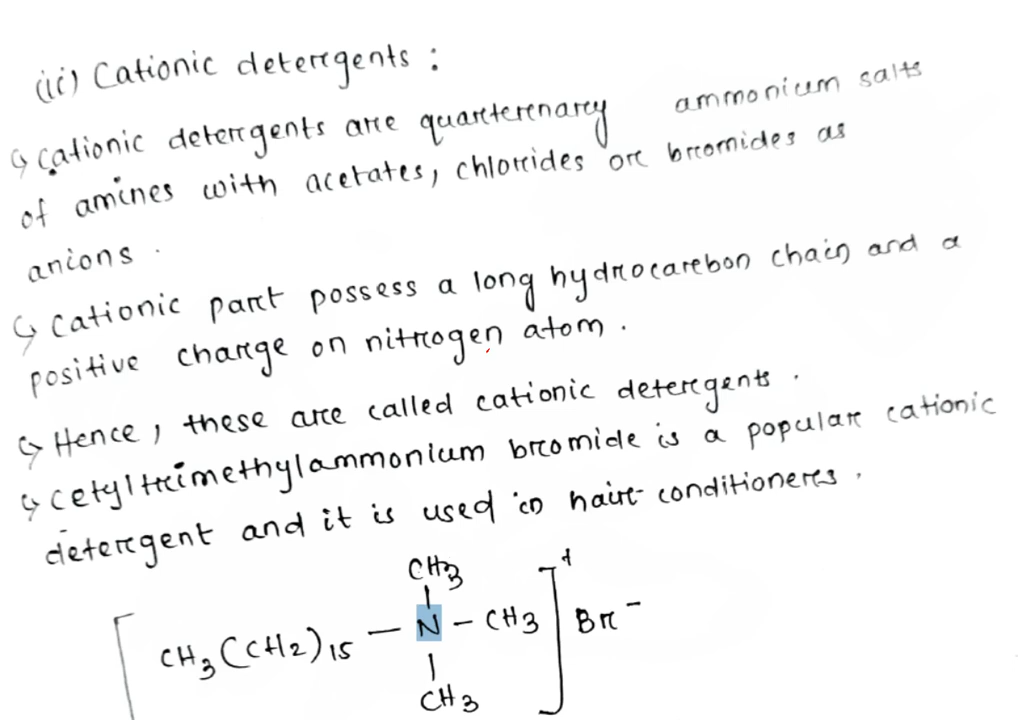 (ii) Cationic detergents :
↳ cationic detergents are quarternary ammonium salts
of amines with acetates, chlorides or bromides as
anions .
↳ cationic part possess a long hydrocarbon chain and a
positive charge on nitrogen atom .
↳ Hence, these are called cationic detergents .
↳ cetyltrimethylammonium bromide is a popular cationic
detergent and it is used in hair conditioners .
CH3
[CH3(CH2)15 – N – CH3]+ Br–
CH3